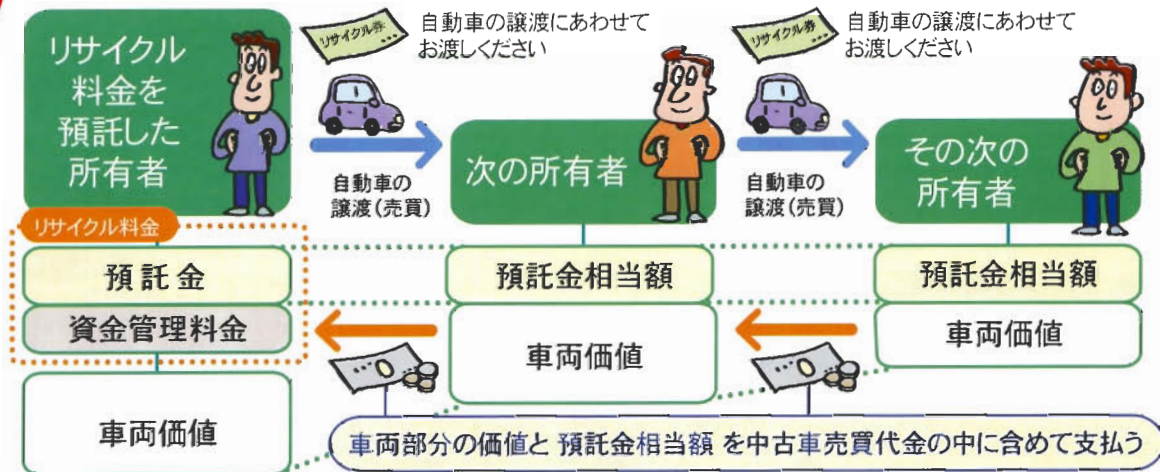 リサイクル
料金を
預託した
所有者
リサイクル券
自動車の譲渡にあわせて
お渡しください
自動車の
譲渡(売買)
次の所有者
リサイクル券
自動車の譲渡にあわせて
お渡しください
自動車の
譲渡(売買)
その次の
所有者
リサイクル料金
預託金
資金管理料金
車両価値
預託金相当額
車両価値
預託金相当額
車両価値
車両部分の価値と預託金相当額を中古車売買代金の中に含めて支払う